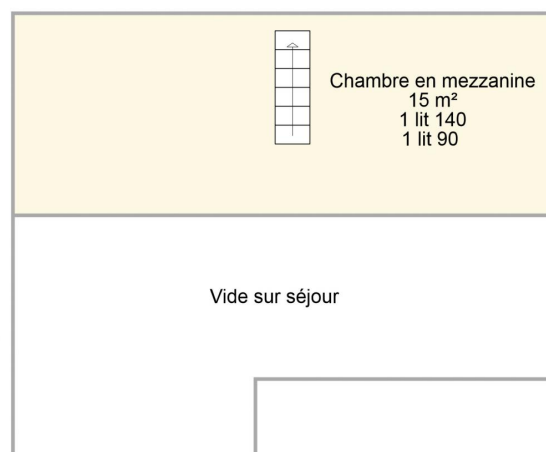 Chambre en mezzanine
15 m²
1 lit 140
1 lit 90
Vide sur séjour